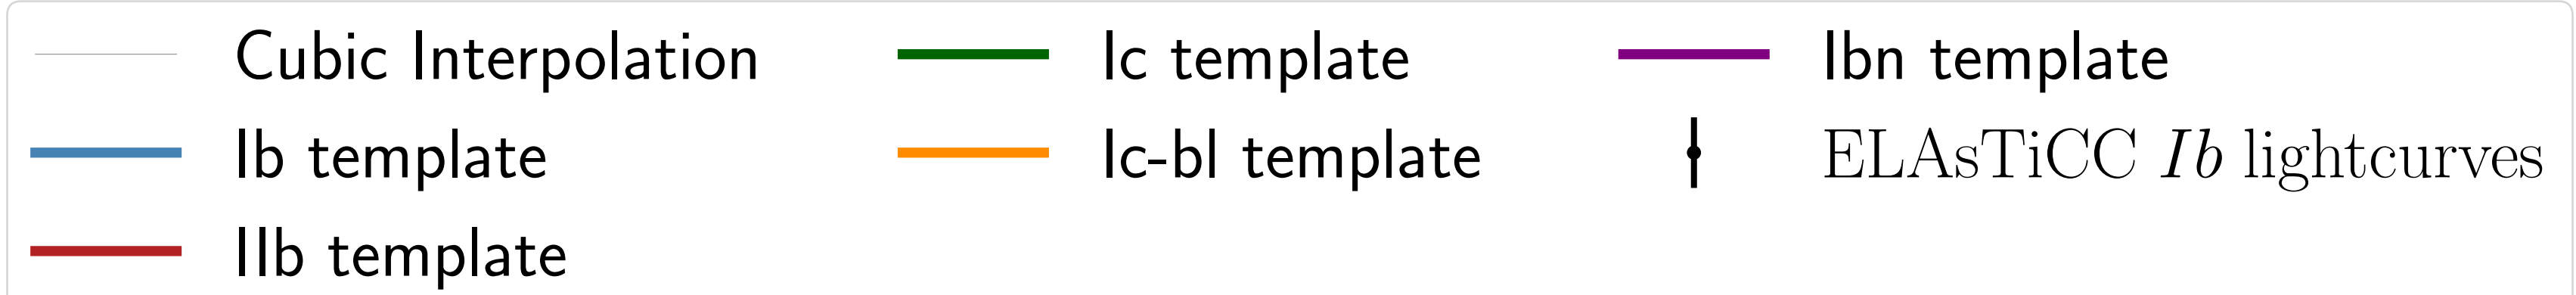 Cubic Interpolation
Ib template
IIb template
Ic template
Ic-bl template
Ibn template
ELAsTiCC Ib lightcurves